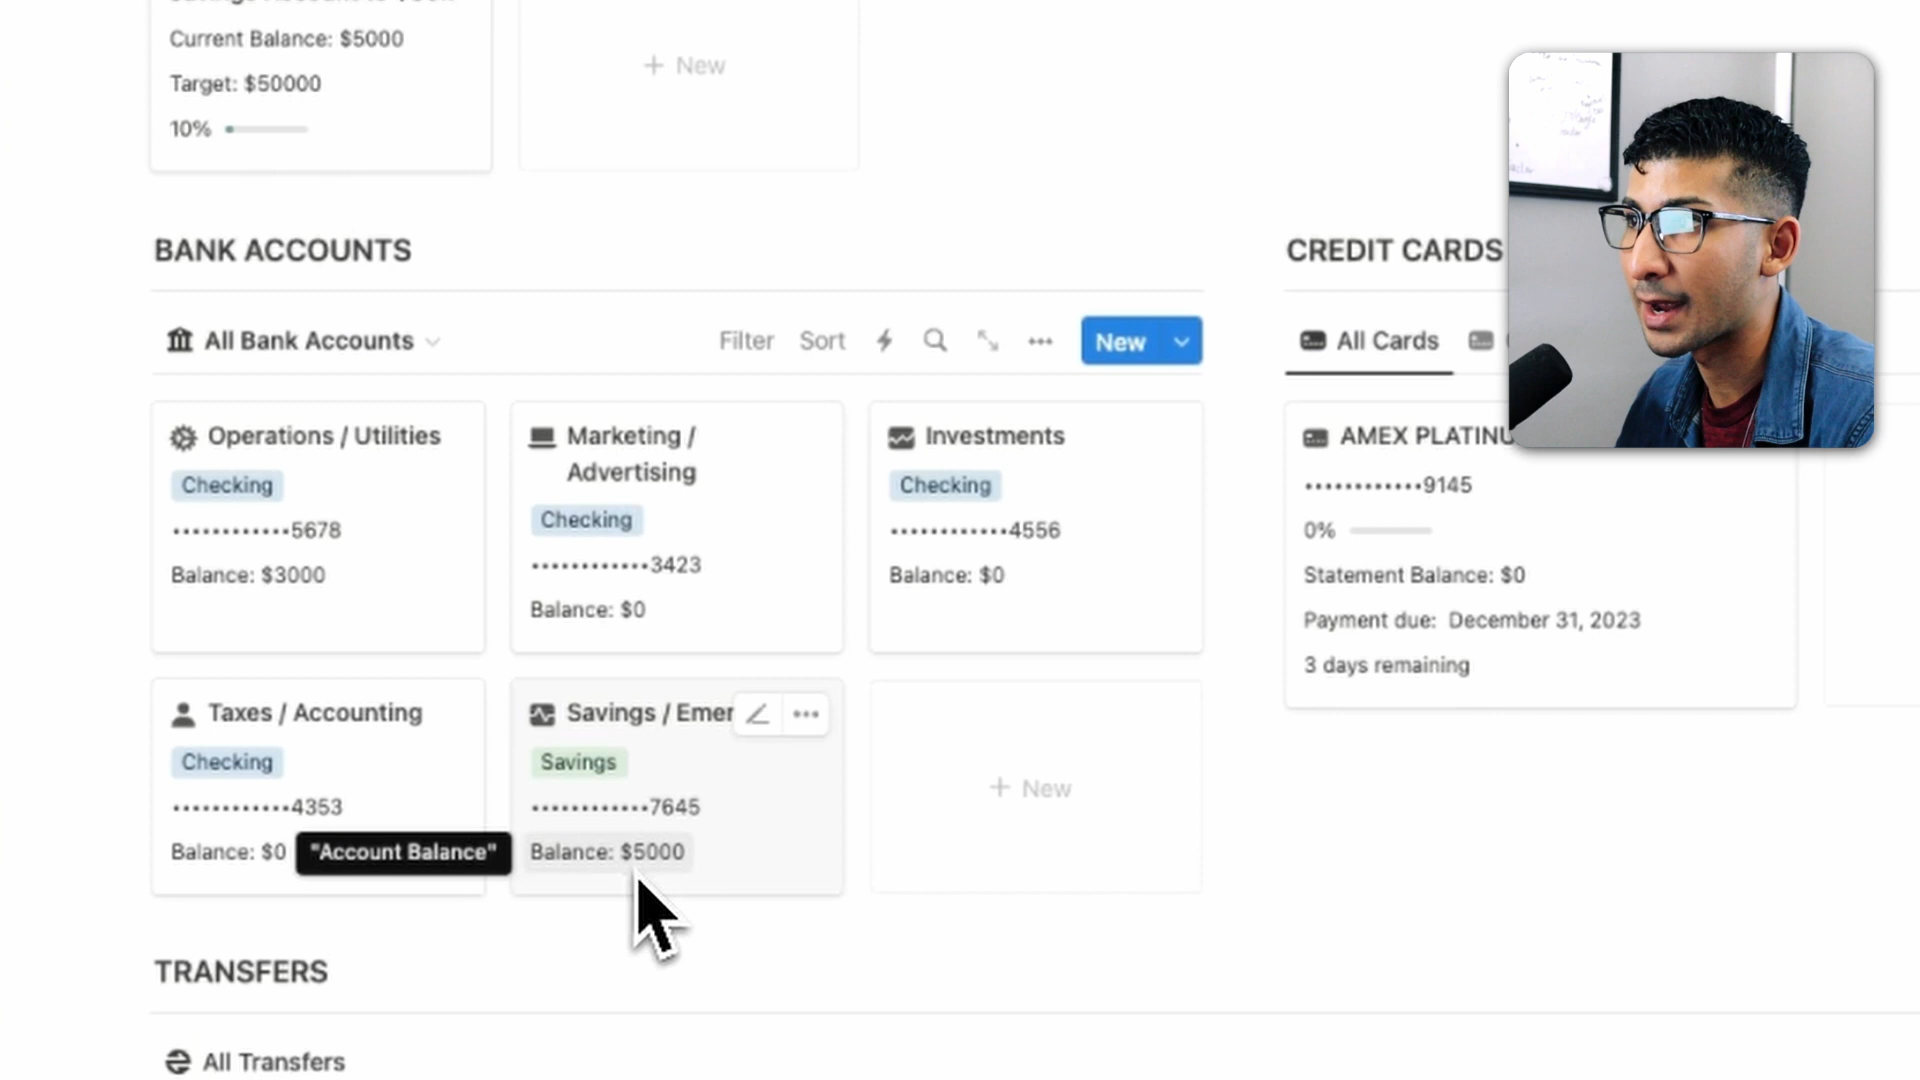 Current Balance: $5000
Target: $50000
10%
+ New
BANK ACCOUNTS
All Bank Accounts
Filter
Sort
New
Operations / Utilities
Checking
••••••••••••5678
Balance: $3000
Marketing /
Advertising
Checking
••••••••••••3423
Balance: $0
Investments
Checking
••••••••••••4556
Balance: $0
Taxes / Accounting
Checking
••••••••••••4353
Balance: $0
"Account Balance"
Savings / Emer
Savings
••••••••••••7645
Balance: $5000
+ New
CREDIT CARDS
All Cards
AMEX PLATINU
••••••••••••9145
0%
Statement Balance: $0
Payment due: December 31, 2023
3 days remaining
TRANSFERS
All Transfers